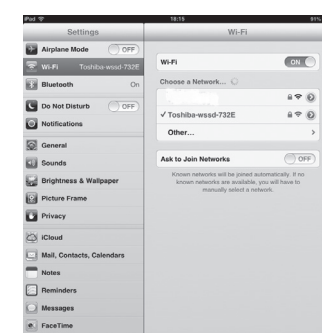 iPad 18:15 91%
Settings
Airplane Mode OFF
Wi-Fi Toshiba-wssd-732E
Bluetooth On
Do Not Disturb OFF
Notifications
General
Sounds
Brightness & Wallpaper
Picture Frame
Privacy
iCloud
Mail, Contacts, Calendars
Notes
Reminders
Messages
FaceTime
Wi-Fi
Wi-Fi ON
Choose a Network...
✓ Toshiba-wssd-732E
Other...
Ask to Join Networks OFF
Known networks will be joined automatically. If no
known networks are available, you will have to
manually select a network.